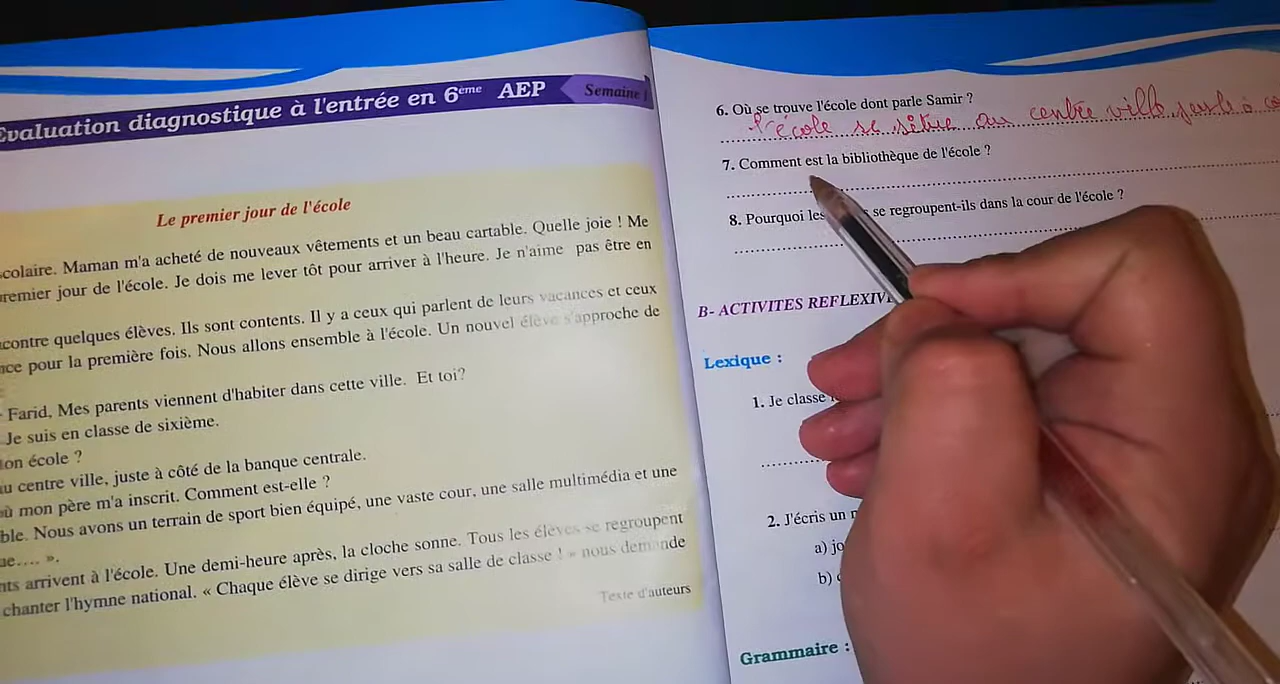 Evaluation diagnostique à l'entrée en 6ème AEP
Semaine
Le premier jour de l'école
scolaire. Maman m'a acheté de nouveaux vêtements et un beau cartable. Quelle joie ! Me
premier jour de l'école. Je dois me lever tôt pour arriver à l'heure. Je n'aime pas être en
contre quelques élèves. Ils sont contents. Il y a ceux qui parlent de leurs vacances et ceux
nce pour la première fois. Nous allons ensemble à l'école. Un nouvel élève s'approche de
Farid. Mes parents viennent d'habiter dans cette ville. Et toi?
Je suis en classe de sixième.
on école ?
u centre ville, juste à côté de la banque centrale.
où mon père m'a inscrit. Comment est-elle ?
ble. Nous avons un terrain de sport bien équipé, une vaste cour, une salle multimédia et une
ue.... ».
nts arrivent à l'école. Une demi-heure après, la cloche sonne. Tous les élèves se regroupent
chanter l'hymne national. « Chaque élève se dirige vers sa salle de classe ! » nous demande
Texte d'auteurs
6. Où se trouve l'école dont parle Samir ?
l'école se situe au centre ville juste à co
7. Comment est la bibliothèque de l'école ?
8. Pourquoi les se regroupent-ils dans la cour de l'école ?
B- ACTIVITES REFLEXIV
Lexique :
1. Je classe
2. J'écris un
a) jo
b)
Grammaire :